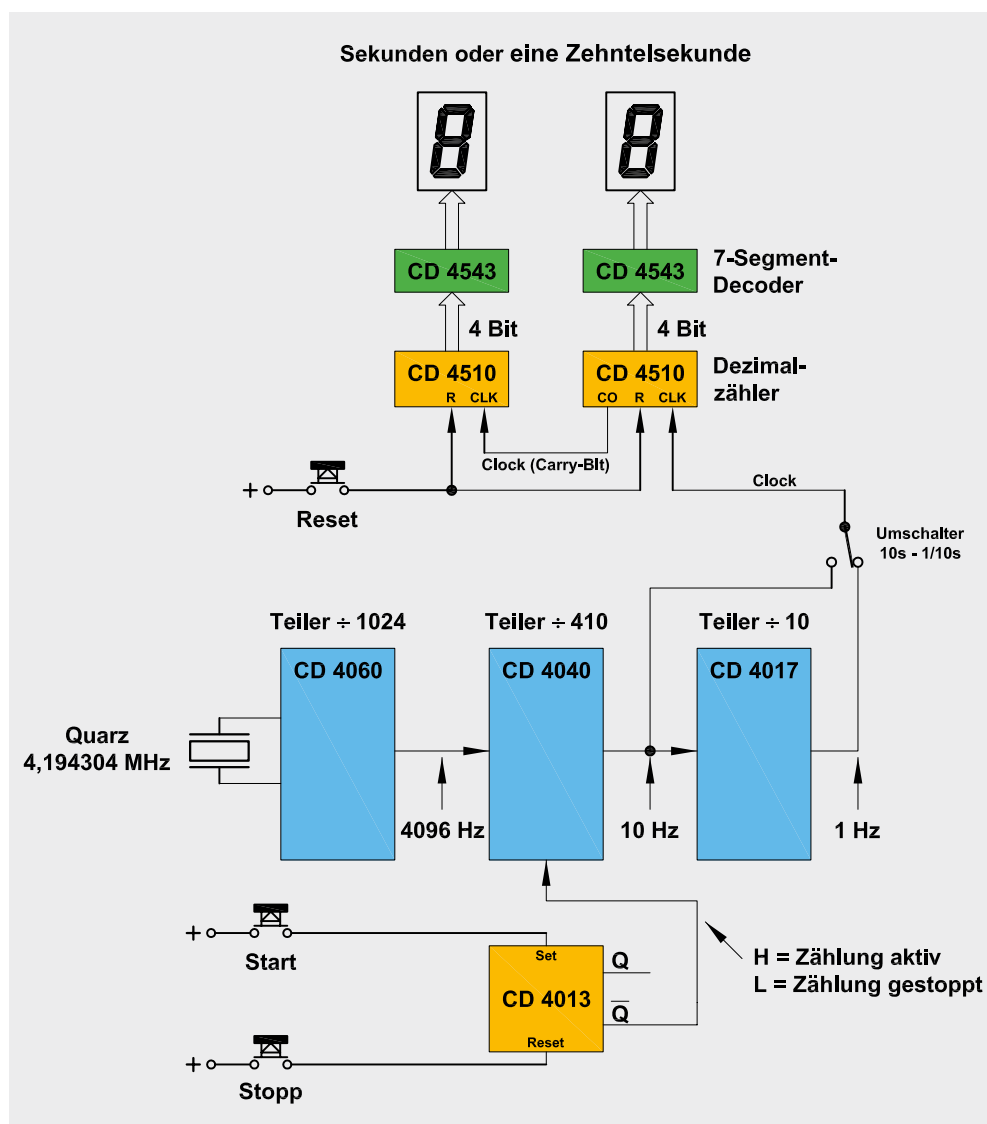 Sekunden oder eine Zehntelsekunde
8
8
CD 4543
CD 4543
7-Segment-
Decoder
4 Bit
4 Bit
CD 4510
R CLK
CD 4510
CO R CLK
Dezimal-
zähler
Clock (Carry-BIt)
Clock
+
Reset
Umschalter
10s - 1/10s
Teiler ÷ 1024
Teiler ÷ 410
Teiler ÷ 10
CD 4060
CD 4040
CD 4017
Quarz
4,194304 MHz
4096 Hz
10 Hz
1 Hz
+
Start
Set
Q
CD 4013
Q̅
Reset
H = Zählung aktiv
L = Zählung gestoppt
+
Stopp